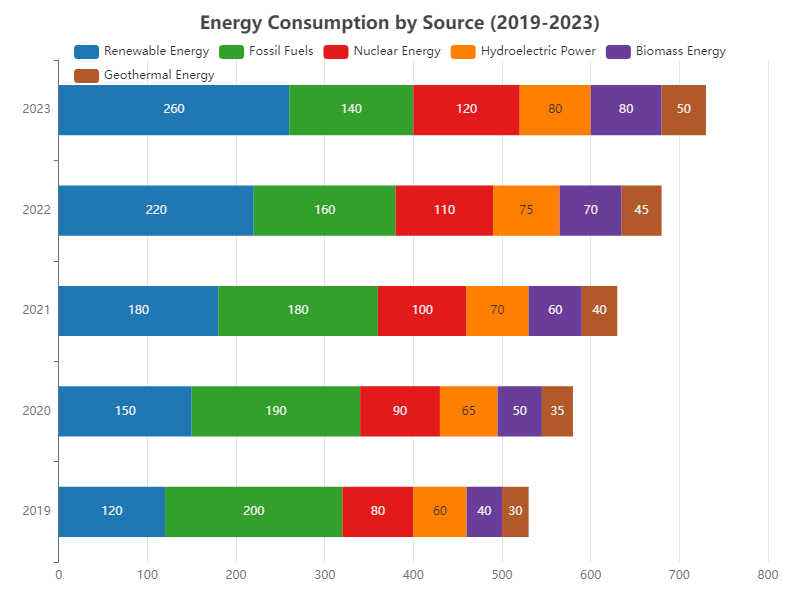 Energy Consumption by Source (2019-2023)
Renewable Energy Fossil Fuels Nuclear Energy Hydroelectric Power Biomass Energy
Geothermal Energy
2023 260 140 120 80 80 50
2022 220 160 110 75 70 45
2021 180 180 100 70 60 40
2020 150 190 90 65 50 35
2019 120 200 80 60 40 30
0 100 200 300 400 500 600 700 800